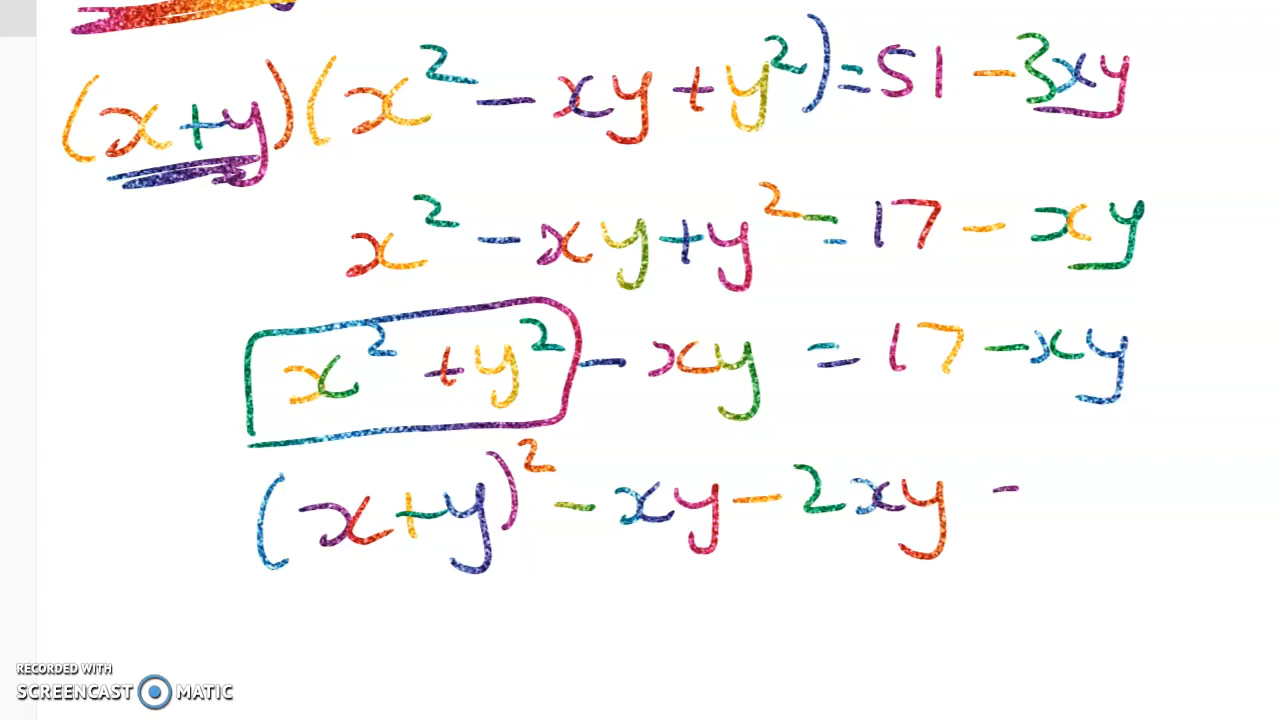 (x+y)(x² - xy + y²) = 51 - 3xy
x² - xy + y² = 17 - xy
x² + y² - xy = 17 - xy
(x+y)² - xy - 2xy -
RECORDED WITH
SCREENCAST MATIC